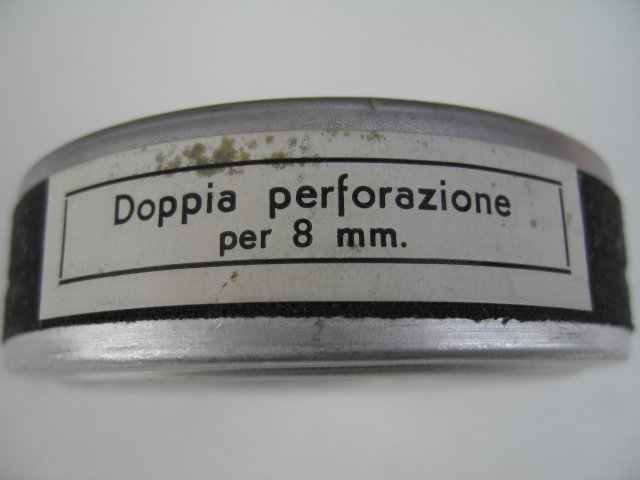 Doppia perforazione
per 8 mm.